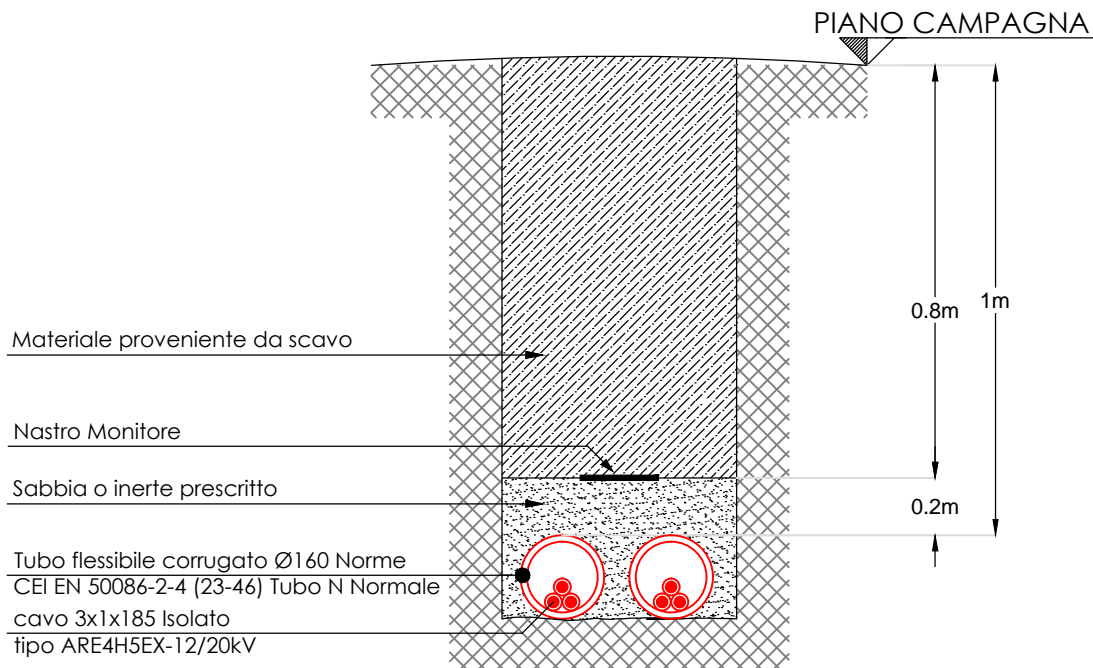 PIANO CAMPAGNA
0.8m
1m
Materiale proveniente da scavo
Nastro Monitore
Sabbia o inerte prescritto
0.2m
Tubo flessibile corrugato Ø160 Norme
CEI EN 50086-2-4 (23-46) Tubo N Normale
cavo 3x1x185 Isolato
tipo ARE4H5EX-12/20kV